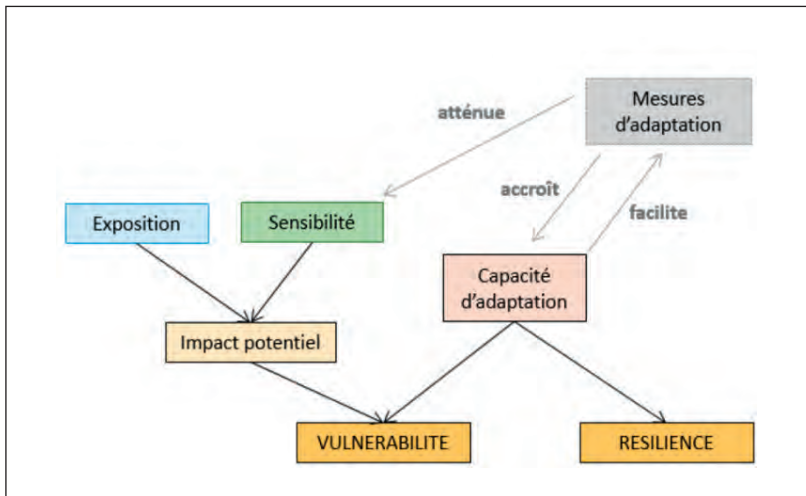 Mesures
d'adaptation
atténue
accroît
facilite
Exposition
Sensibilité
Capacité
d'adaptation
Impact potentiel
VULNERABILITE
RESILIENCE